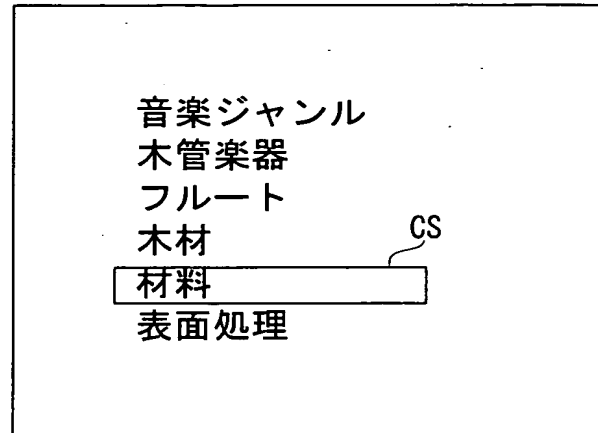 音楽ジャンル
木管楽器
フルート
木材
CS
材料
表面処理